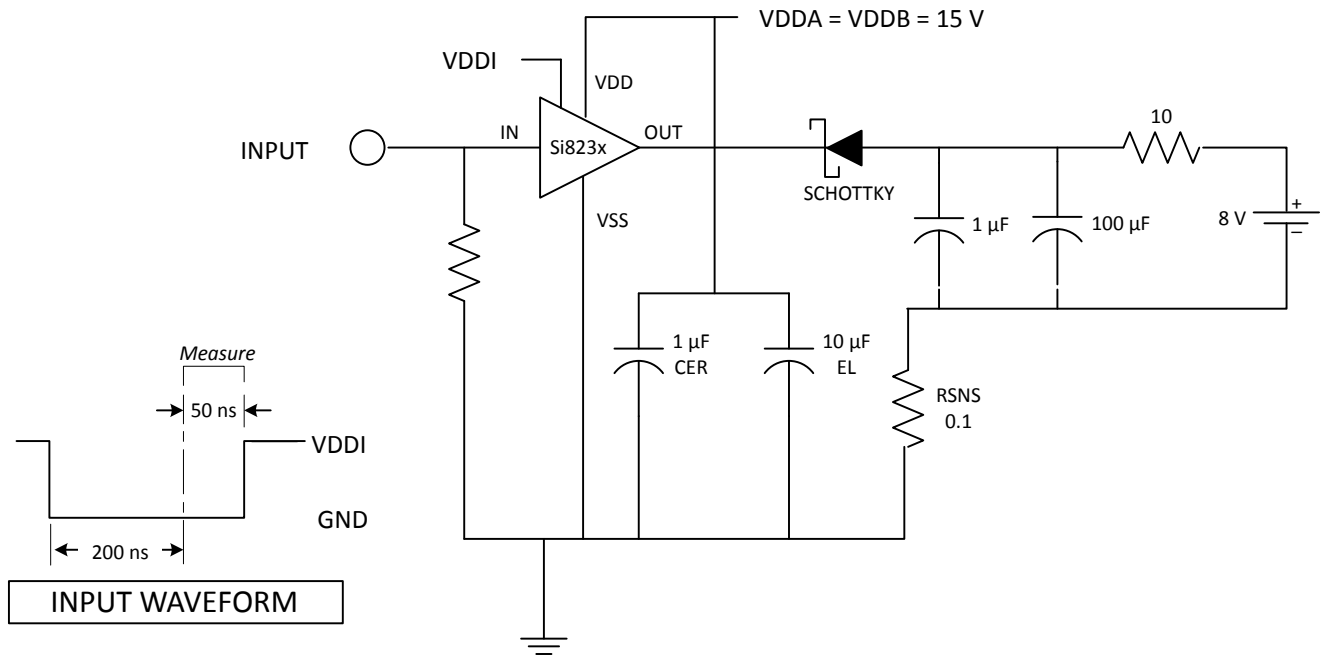 VDDA = VDDB = 15 V
VDDI
VDD
10
INPUT
IN
Si823x
OUT
SCHOTTKY
VSS
1 µF
100 µF
8 V
+
–
1 µF
CER
10 µF
EL
RSNS
0.1
Measure
50 ns
VDDI
GND
200 ns
INPUT WAVEFORM